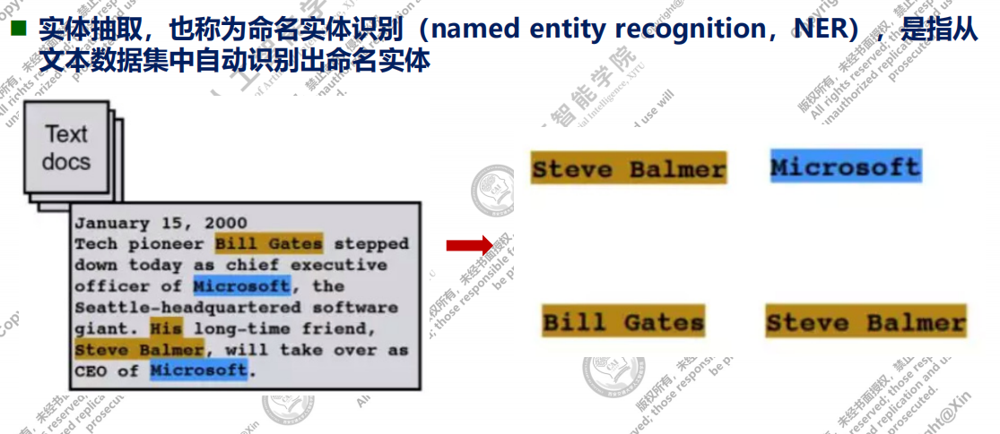 实体抽取，也称为命名实体识别（named entity recognition，NER），是指从
文本数据集中自动识别出命名实体
Text
docs
January 15, 2000
Tech pioneer Bill Gates stepped
down today as chief executive
officer of Microsoft, the
Seattle-headquartered software
giant. His long-time friend,
Steve Balmer, will take over as
CEO of Microsoft.
Steve Balmer
Microsoft
Bill Gates
Steve Balmer